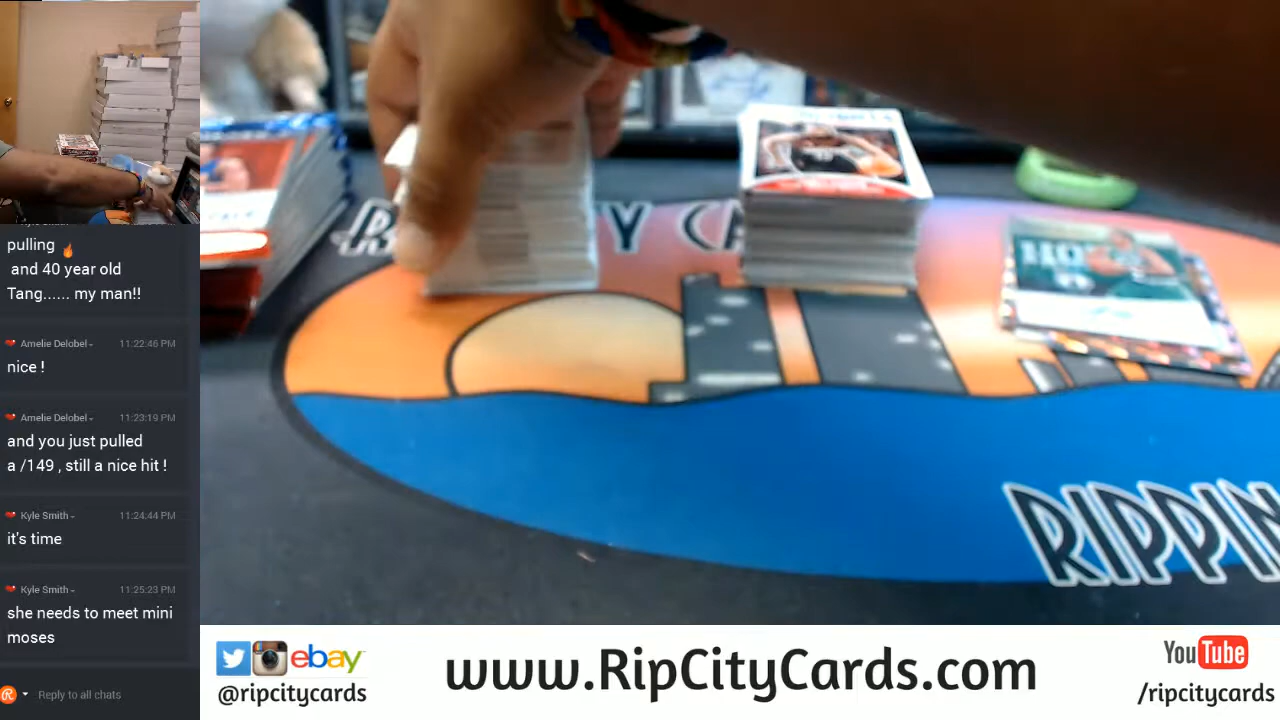 pulling
and 40 year old
Tang...... my man!!
Amelie Delobel
11:22:46 PM
nice !
Amelie Delobel
11:23:19 PM
and you just pulled
a /149 , still a nice hit !
Kyle Smith
11:24:44 PM
it's time
Kyle Smith
11:25:23 PM
she needs to meet mini
moses
Reply to all chats
Y CA
RIPPIN
ebay
@ripcitycards
www.RipCityCards.com
YouTube
/ripcitycards